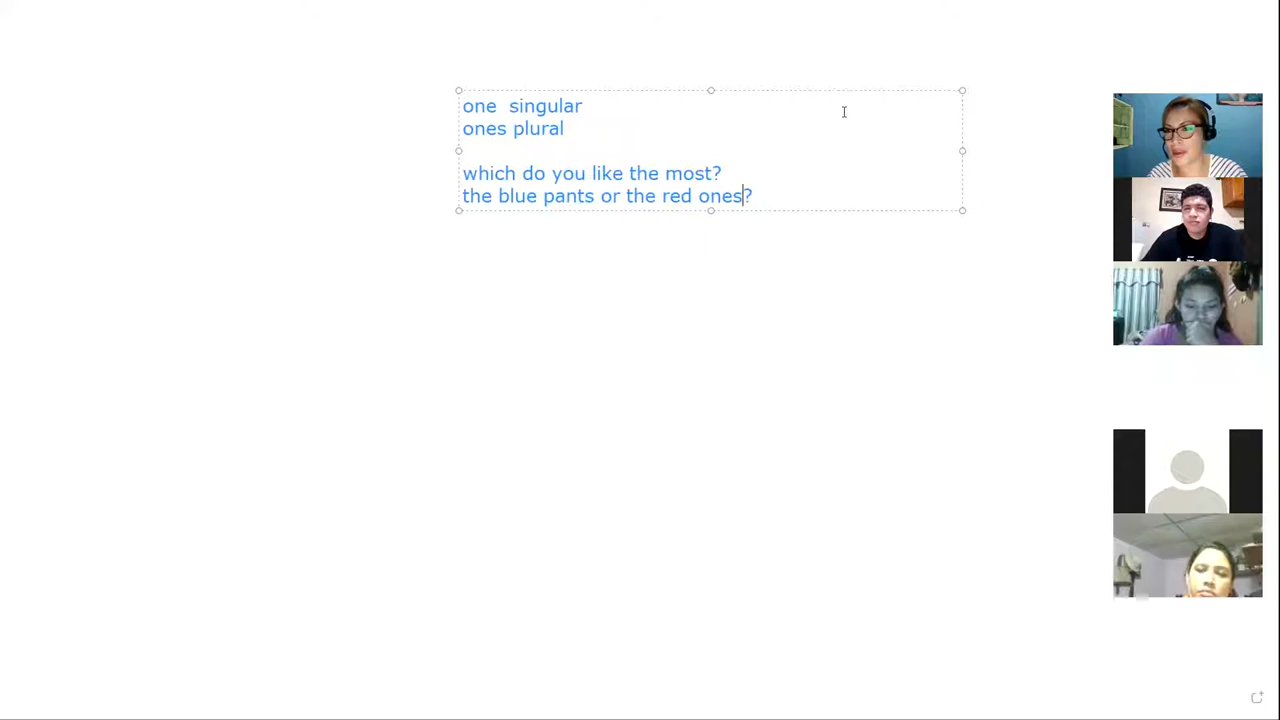 one  singular
ones plural
which do you like the most?
the blue pants or the red ones?